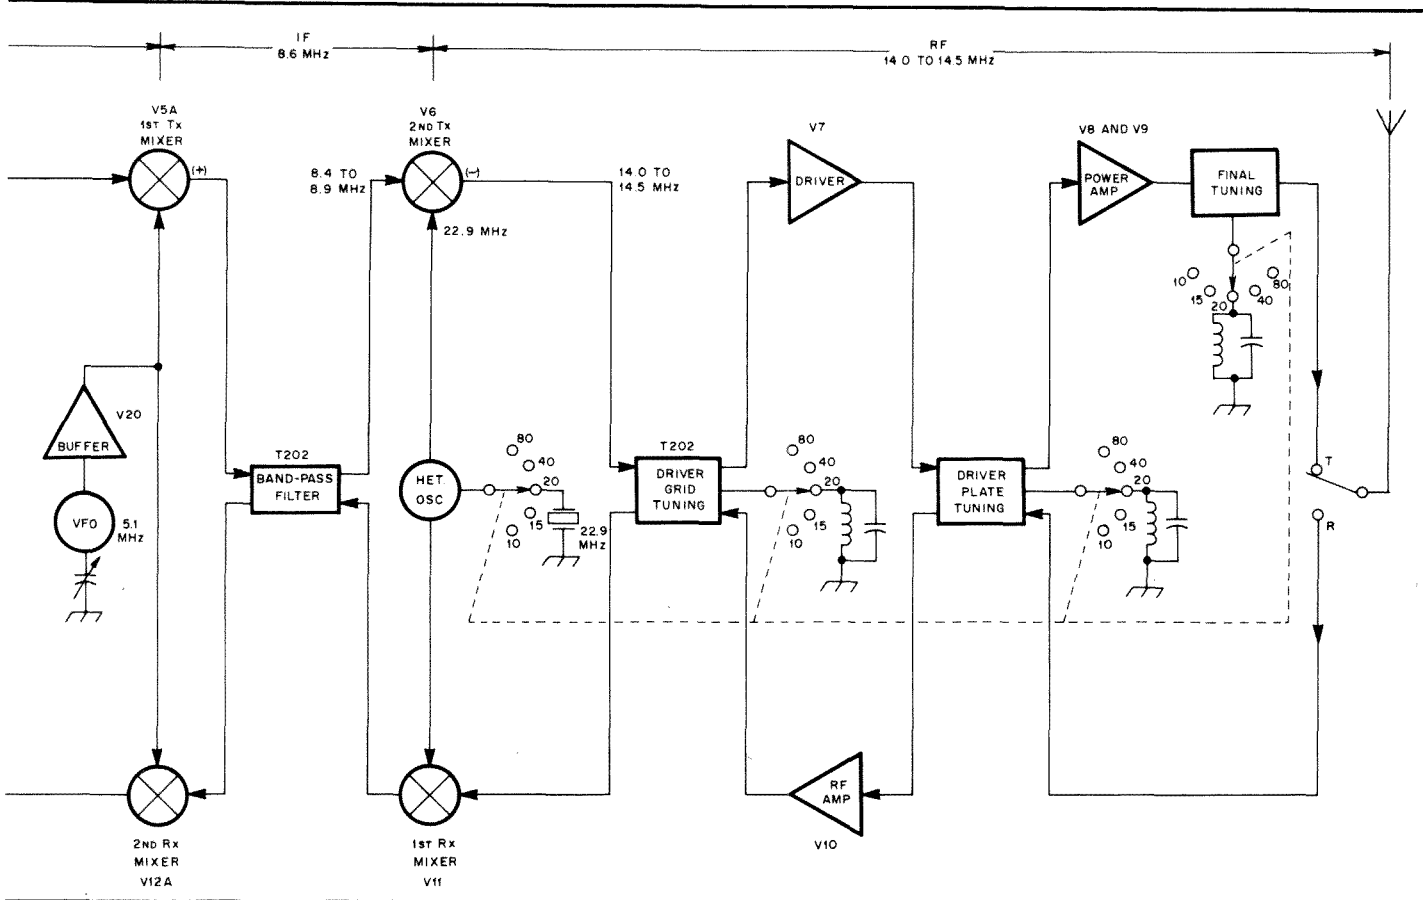 IF
8.6 MHz
RF
14.0 TO 14.5 MHz
V5A
1ST Tx
MIXER
(+)
V6
2ND Tx
MIXER
(-)
8.4 TO
8.9 MHz
14.0 TO
14.5 MHz
22.9 MHz
V7
DRIVER
V8 AND V9
POWER
AMP
FINAL
TUNING
10
15
20
40
80
V20
BUFFER
VFO
5.1
MHz
T202
BAND-PASS
FILTER
HET.
OSC
80
40
20
15
10
22.9
MHz
T202
DRIVER
GRID
TUNING
80
40
20
15
10
DRIVER
PLATE
TUNING
80
40
20
15
10
T
R
2ND Rx
MIXER
V12A
1ST Rx
MIXER
V11
RF
AMP
V10